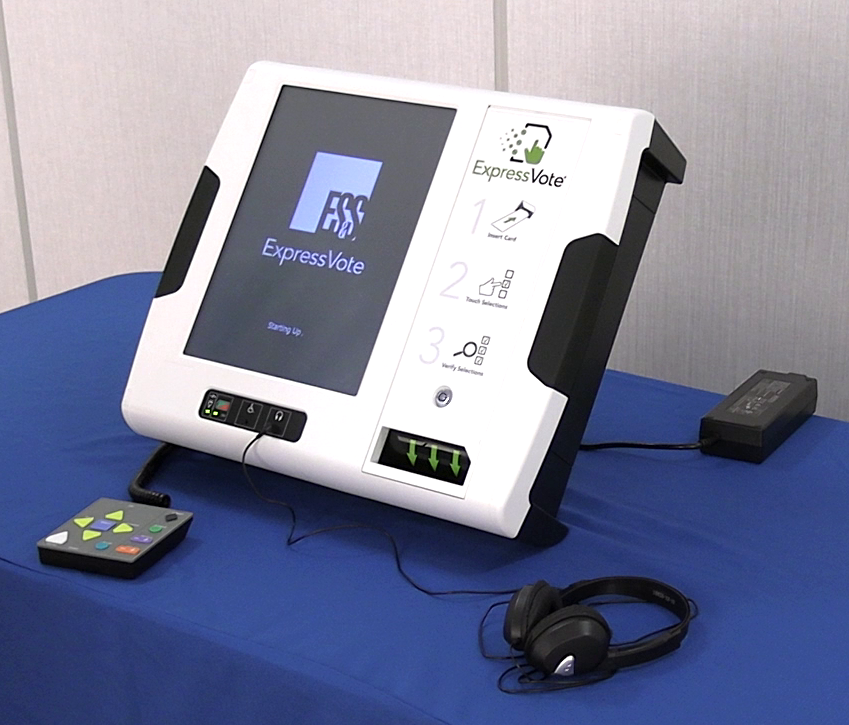 ES&S
ExpressVote
Starting Up.
ExpressVote
1
Insert Card
2
Touch Selections
3
Verify Selections